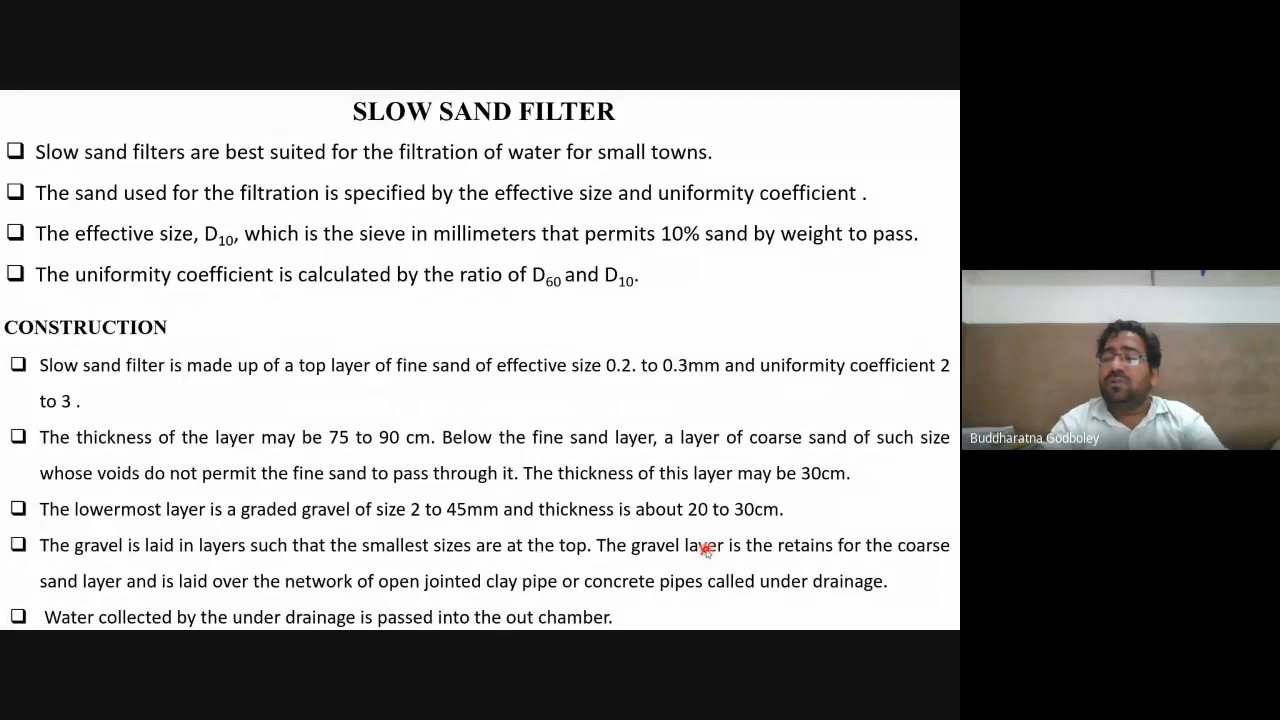 SLOW SAND FILTER
❑ Slow sand filters are best suited for the filtration of water for small towns.
❑ The sand used for the filtration is specified by the effective size and uniformity coefficient .
❑ The effective size, D10, which is the sieve in millimeters that permits 10% sand by weight to pass.
❑ The uniformity coefficient is calculated by the ratio of D60 and D10.
CONSTRUCTION
❑ Slow sand filter is made up of a top layer of fine sand of effective size 0.2. to 0.3mm and uniformity coefficient 2
to 3 .
❑ The thickness of the layer may be 75 to 90 cm. Below the fine sand layer, a layer of coarse sand of such size
whose voids do not permit the fine sand to pass through it. The thickness of this layer may be 30cm.
❑ The lowermost layer is a graded gravel of size 2 to 45mm and thickness is about 20 to 30cm.
❑ The gravel is laid in layers such that the smallest sizes are at the top. The gravel layer is the retains for the coarse
sand layer and is laid over the network of open jointed clay pipe or concrete pipes called under drainage.
❑ Water collected by the under drainage is passed into the out chamber.
Buddharatna Godboley